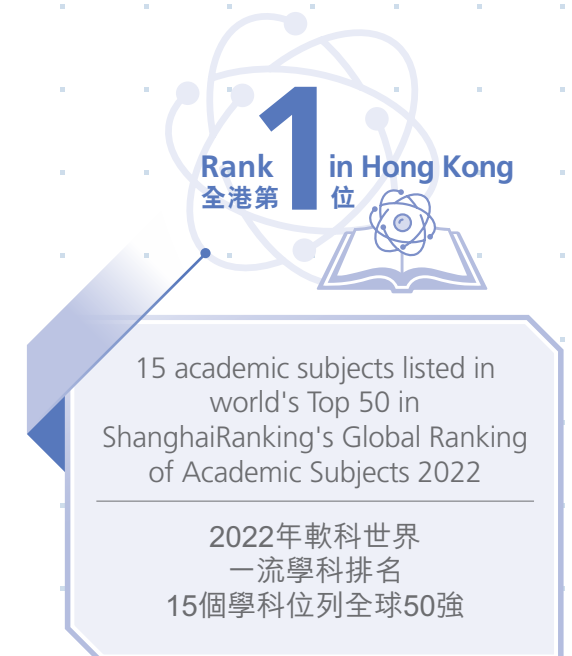 Rank 1 in Hong Kong
全港第 位
15 academic subjects listed in
world's Top 50 in
ShanghaiRanking's Global Ranking
of Academic Subjects 2022
2022年軟科世界
一流學科排名
15個學科位列全球50強